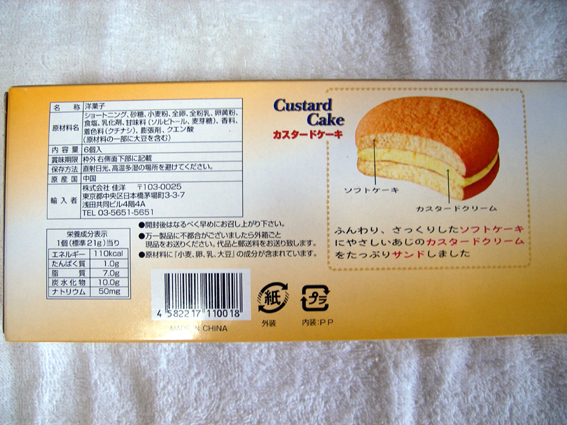 名称 洋菓子
原材料名 ショートニング、砂糖、小麦粉、全卵、全粉乳、卵黄粉、
食塩、乳化剤、甘味料(ソルビトール、麦芽糖)、香料、
着色料(クチナシ)、膨張剤、クエン酸
(原材料の一部に大豆を含む)
内容量 6個入
賞味期限 枠外右側面下部に記載
保存方法 直射日光、高温多湿の場所を避けてください。
原産国 中国
輸入者 株式会社 佳洋 〒103-0025
東京都中央区日本橋茅場町3-3-7
浅田共同ビル4階4A
TEL 03-5651-5651
栄養成分表示
1個(標準21g)当り
エネルギー 110kcal
たんぱく質 1.0g
脂質 7.0g
炭水化物 10.0g
ナトリウム 50mg
●開封後はなるべく早めにお召し上がり下さい。
●万一製品に不都合がございましたら外箱ごと
現品をお送りください。代品と郵送料をお送り致します。
●原材料に「小麦、卵、乳、大豆」の成分が含まれています。
4 582217 110018
MADE IN CHINA
紙
外装
プラ
内装:PP
Custard
Cake
カスタードケーキ
ソフトケーキ
カスタードクリーム
ふんわり、さっくりしたソフトケーキ
にやさしいあじのカスタードクリーム
をたっぷりサンドしました